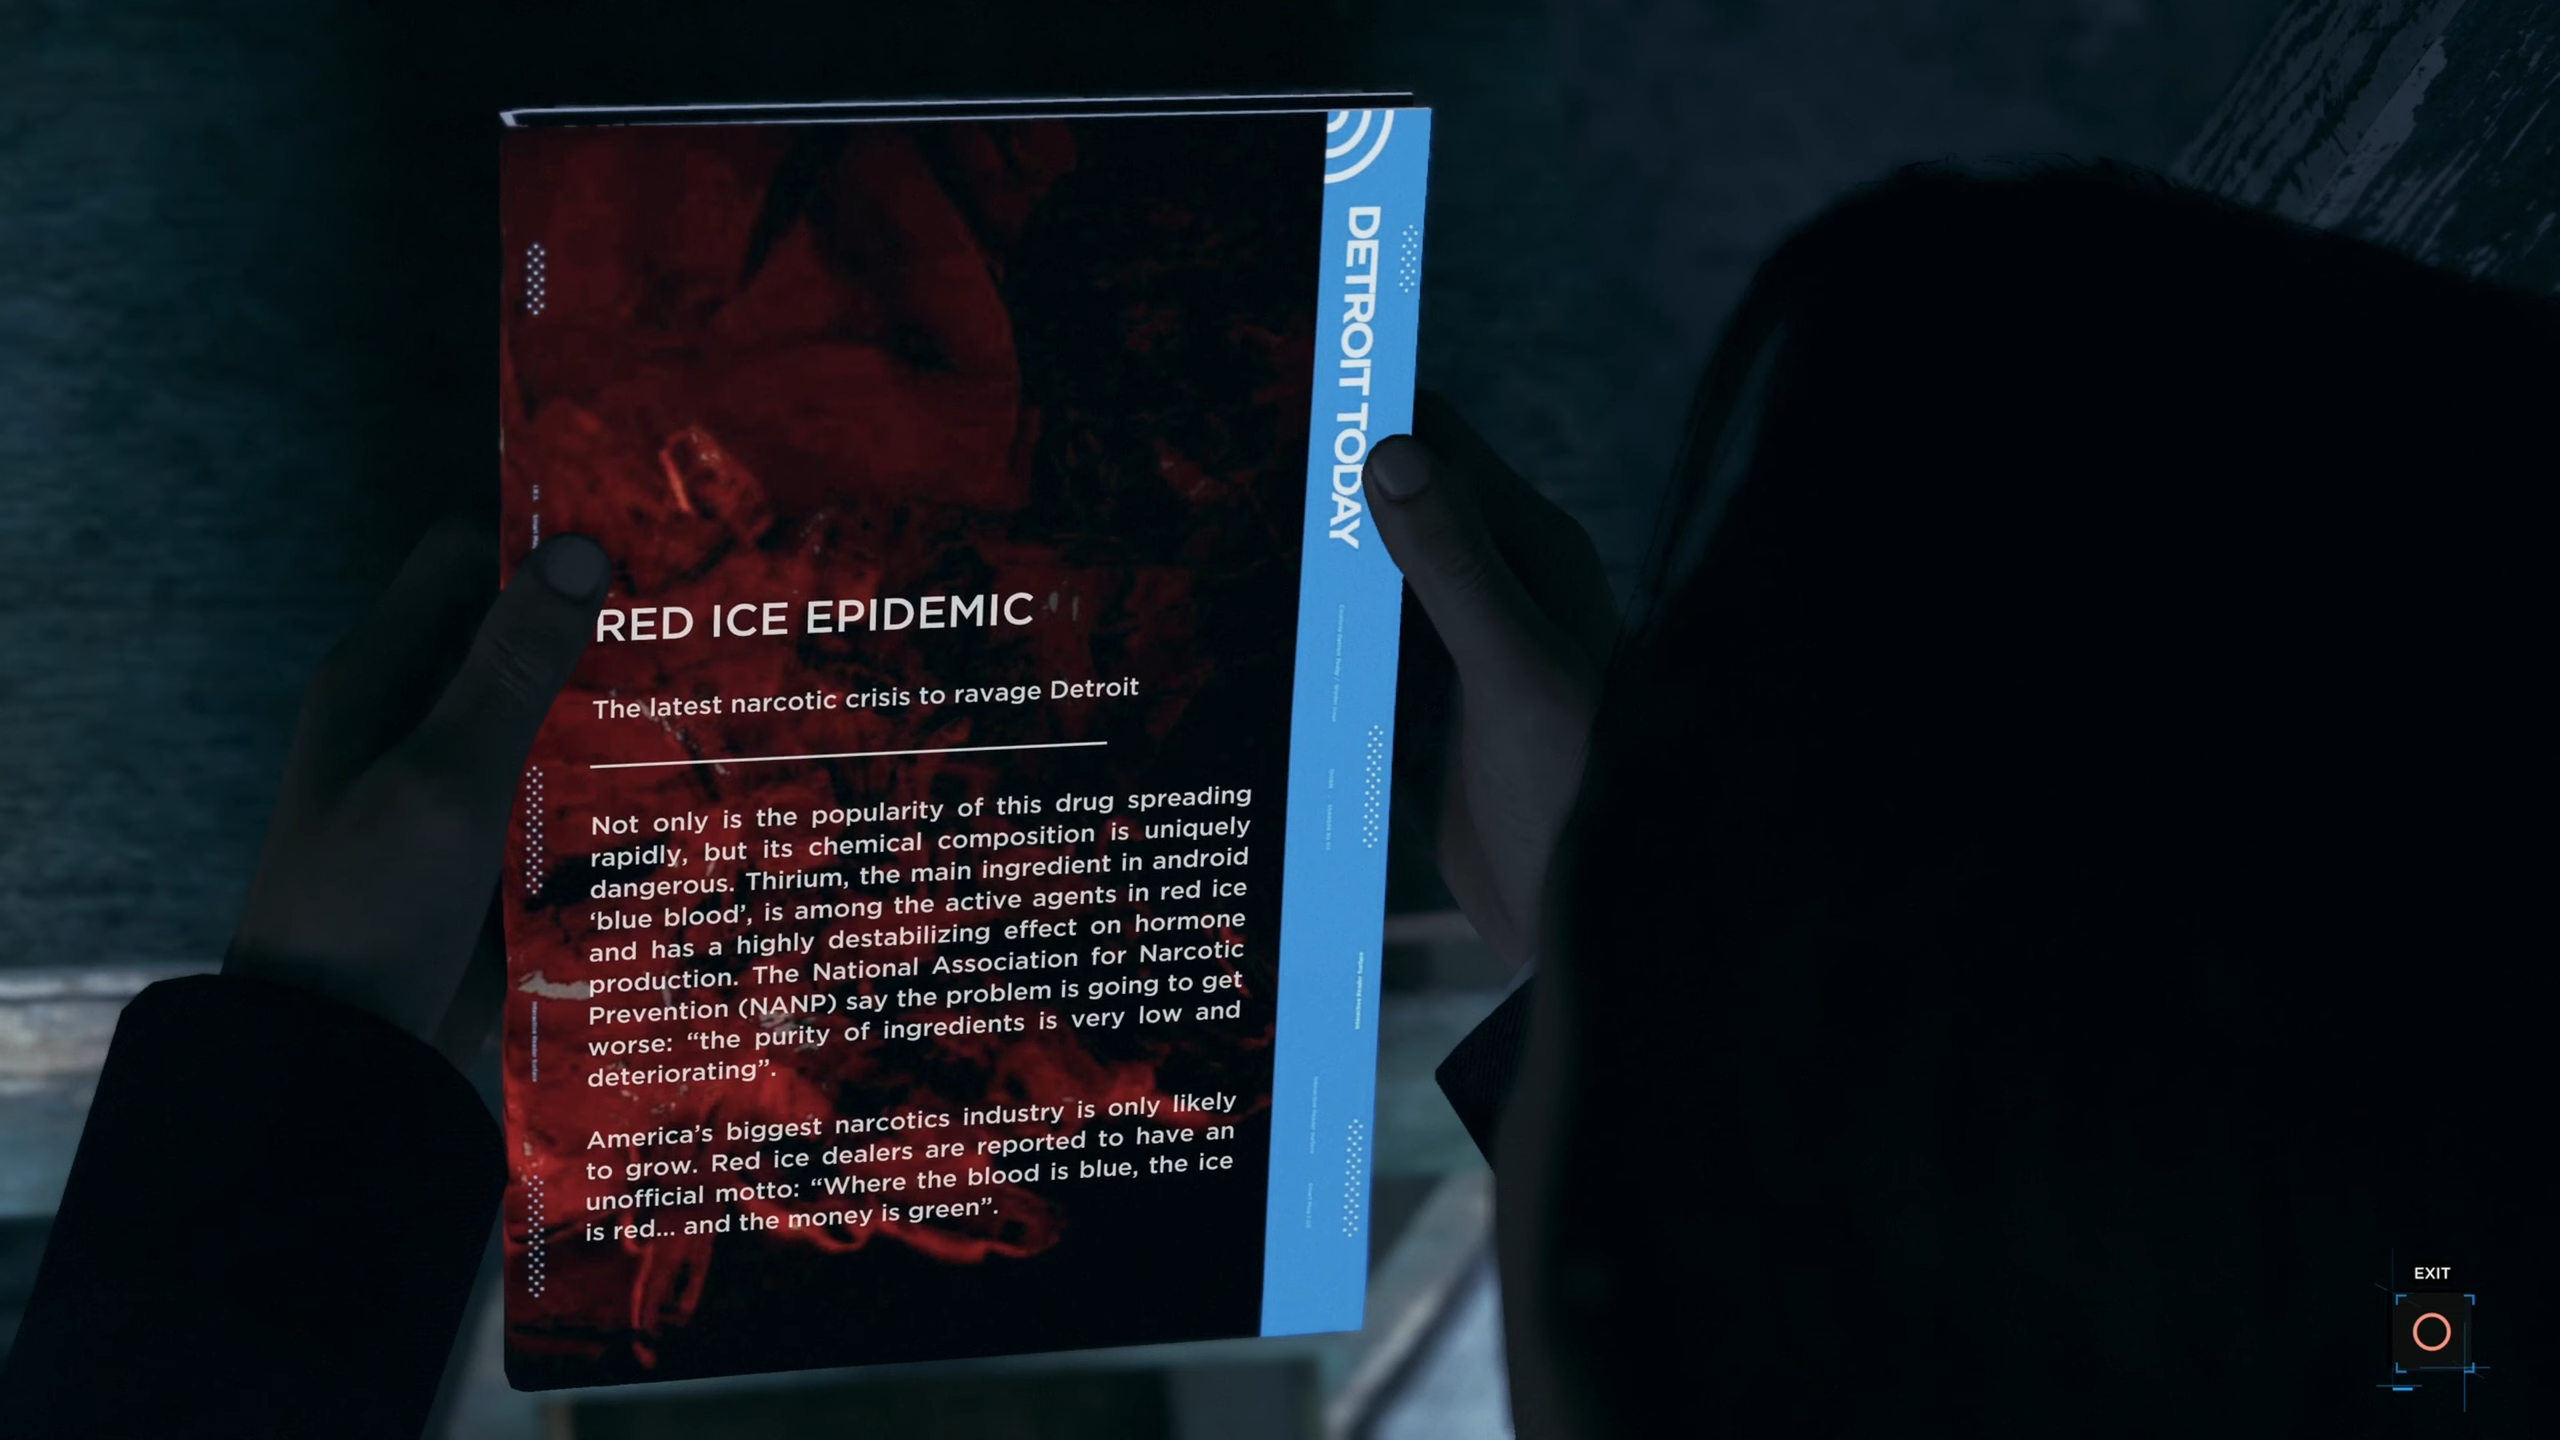 DETROIT TODAY
RED ICE EPIDEMIC
The latest narcotic crisis to ravage Detroit
Not only is the popularity of this drug spreading
rapidly, but its chemical composition is uniquely
dangerous. Thirium, the main ingredient in android
‘blue blood’, is among the active agents in red ice
and has a highly destabilizing effect on hormone
production. The National Association for Narcotic
Prevention (NANP) say the problem is going to get
worse: “the purity of ingredients is very low and
deteriorating”.
America’s biggest narcotics industry is only likely
to grow. Red ice dealers are reported to have an
unofficial motto: “Where the blood is blue, the ice
is red... and the money is green”.
Interactive Reader Surface
EXIT